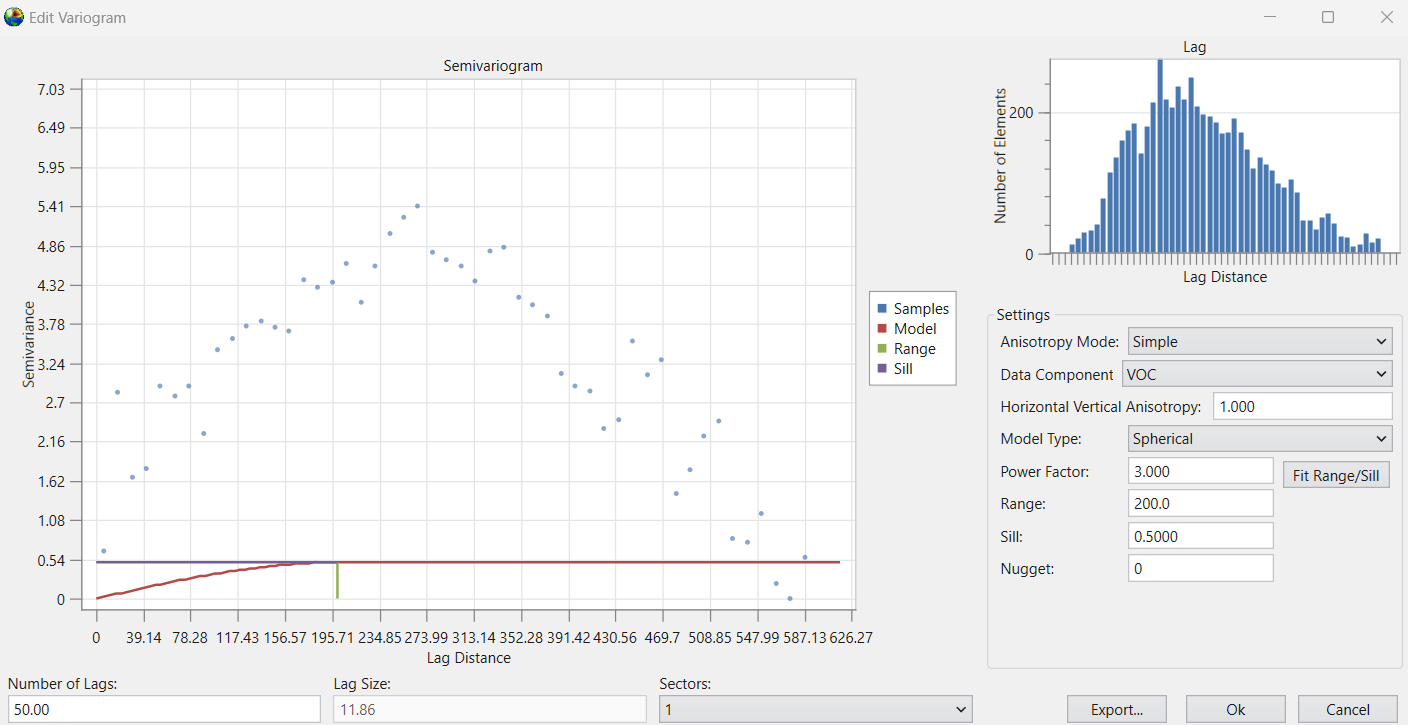 Edit Variogram
Semivariogram
7.03
6.49
5.95
5.41
4.86
4.32
3.78
3.24
2.7
2.16
1.62
1.08
0.54
0
Semivariance
0 39.14 78.28 117.43 156.57 195.71 234.85 273.99 313.14 352.28 391.42 430.56 469.7 508.85 547.99 587.13 626.27
Lag Distance
Samples
Model
Range
Sill
Lag
Number of Elements
200
0
Lag Distance
Settings
Anisotropy Mode: Simple
Data Component VOC
Horizontal Vertical Anisotropy: 1.000
Model Type: Spherical
Power Factor: 3.000 Fit Range/Sill
Range: 200.0
Sill: 0.5000
Nugget: 0
Number of Lags: Lag Size: Sectors:
50.00 11.86 1
Export... Ok Cancel